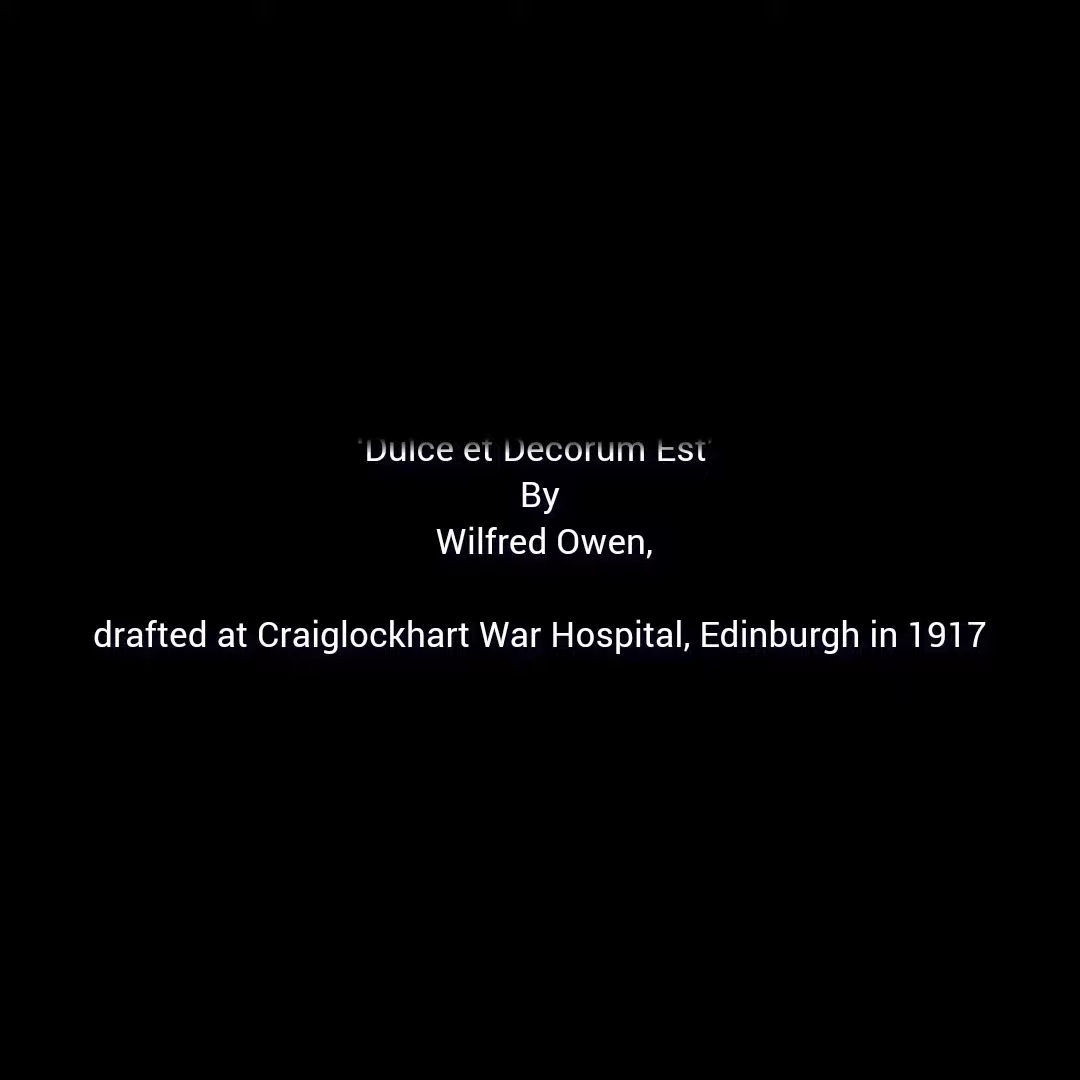 'Dulce et Decorum Est'
By
Wilfred Owen,
drafted at Craiglockhart War Hospital, Edinburgh in 1917